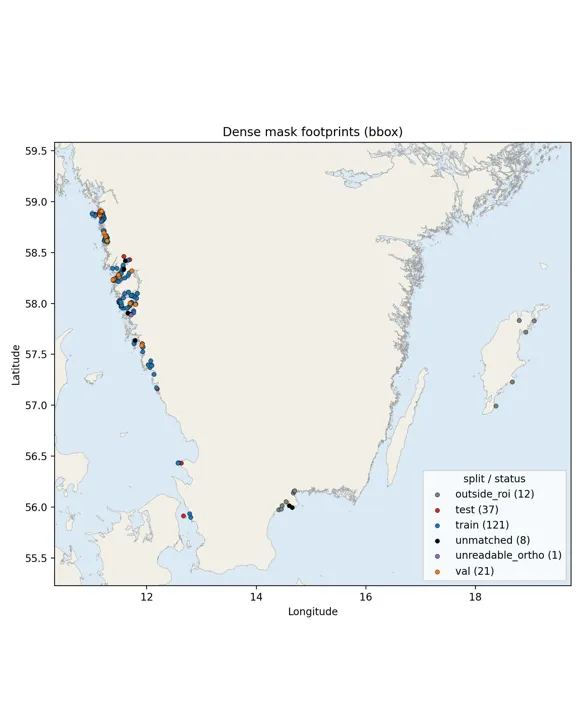 Dense mask footprints (bbox)
59.5
59.0
58.5
58.0
57.5
57.0
56.5
56.0
55.5
Latitude
12
14
16
18
Longitude
split / status
outside_roi (12)
test (37)
train (121)
unmatched (8)
unreadable_ortho (1)
val (21)